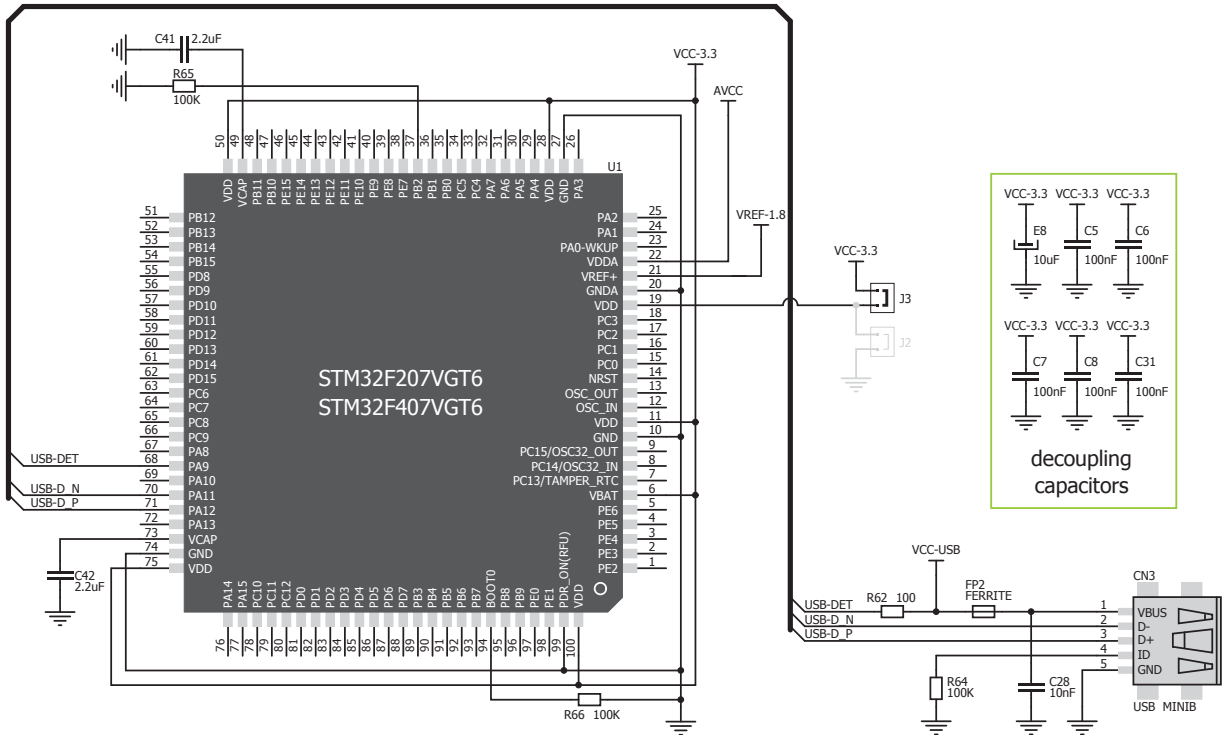 C41 2.2uF
R65
100K
VCC-3.3
AVCC
50 49 48 47 46 45 44 43 42 41 40 39 38 37 36 35 34 33 32 31 30 29 28 27 26
U1
VDD VCAP PB11 PB10 PE15 PE14 PE13 PE12 PE11 PE10 PE9 PE8 PE7 PB2 PB1 PB0 PC5 PC4 PA7 PA6 PA5 PA4 VDD GND PA3
51 PB12
52 PB13
53 PB14
54 PB15
55 PD8
56 PD9
57 PD10
58 PD11
59 PD12
60 PD13
61 PD14
62 PD15
63 PC6
64 PC7
65 PC8
66 PC9
67 PA8
USB-DET 68 PA9
69 PA10
USB-D_N 70 PA11
USB-D_P 71 PA12
72 PA13
73 VCAP
74 GND
75 VDD
C42
2.2uF
STM32F207VGT6
STM32F407VGT6
PA2 25
PA1 24
PA0-WKUP 23
VDDA 22
VREF+ 21
GNDA 20
VDD 19
PC3 18
PC2 17
PC1 16
PC0 15
NRST 14
OSC_OUT 13
OSC_IN 12
VDD 11
GND 10
PC15/OSC32_OUT 9
PC14/OSC32_IN 8
PC13/TAMPER_RTC 7
VBAT 6
PE6 5
PE5 4
PE4 3
PE3 2
PE2 1
VREF-1.8
PA14 PA15 PC10 PC11 PC12 PD0 PD1 PD2 PD3 PD4 PD5 PD6 PD7 PB3 PB4 PB5 PB6 PB7 BOOT0 PB8 PB9 PE0 PE1 PDR_ON(RFU) VDD
76 77 78 79 80 81 82 83 84 85 86 87 88 89 90 91 92 93 94 95 96 97 98 99 100
R66 100K
VCC-3.3
J3
J2
VCC-3.3 VCC-3.3 VCC-3.3
E8 C5 C6
10uF 100nF 100nF
VCC-3.3 VCC-3.3 VCC-3.3
C7 C8 C31
100nF 100nF 100nF
decoupling
capacitors
VCC-USB
FP2
FERRITE
CN3
USB-DET R62 100
USB-D_N
USB-D_P
1 VBUS
2 D-
3 D+
4 ID
5 GND
R64
100K
C28
10nF
USB MINIB